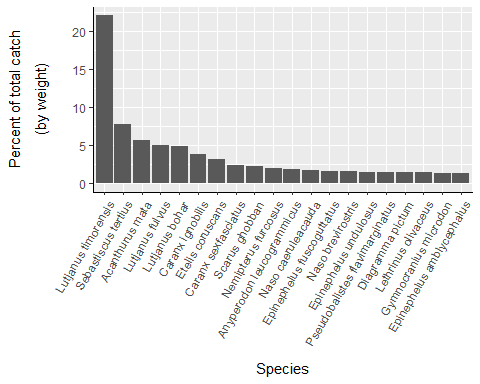 Percent of total catch
(by weight)
20
15
10
5
0
Lutjanus timorensis
Sebastiscus tertius
Acanthurus mata
Lutjanus fulvus
Lutjanus bohar
Caranx ignobilis
Etelis coruscans
Caranx sexfasciatus
Scarus ghobban
Nemipterus furcosus
Anyperodon leucogrammicus
Naso caeruleacauda
Epinephelus fuscoguttatus
Naso brevirostris
Epinephelus undulosus
Pseudobalistes flavimarginatus
Diagramma pictum
Lethrinus olivaceus
Gymnocranius microdon
Epinephelus amblycephalus
Species